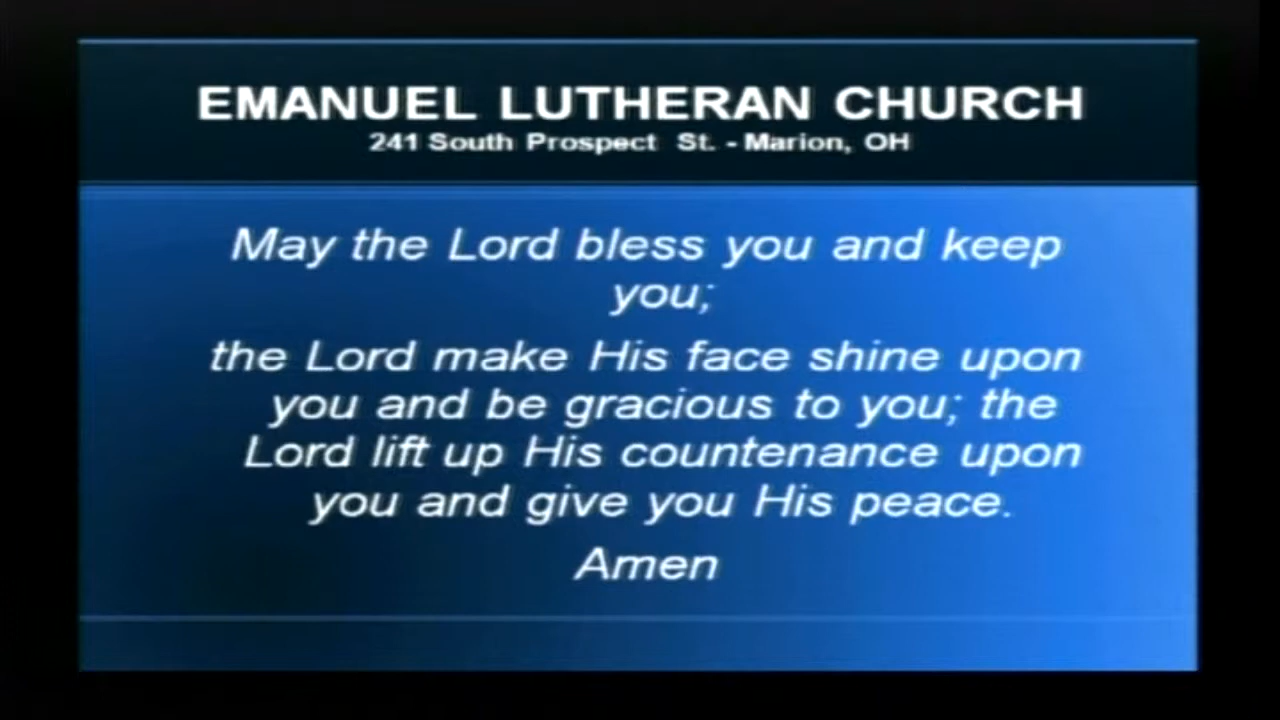 EMANUEL LUTHERAN CHURCH
241 South Prospect St. - Marion, OH
May the Lord bless you and keep
you;
the Lord make His face shine upon
you and be gracious to you; the
Lord lift up His countenance upon
you and give you His peace.
Amen